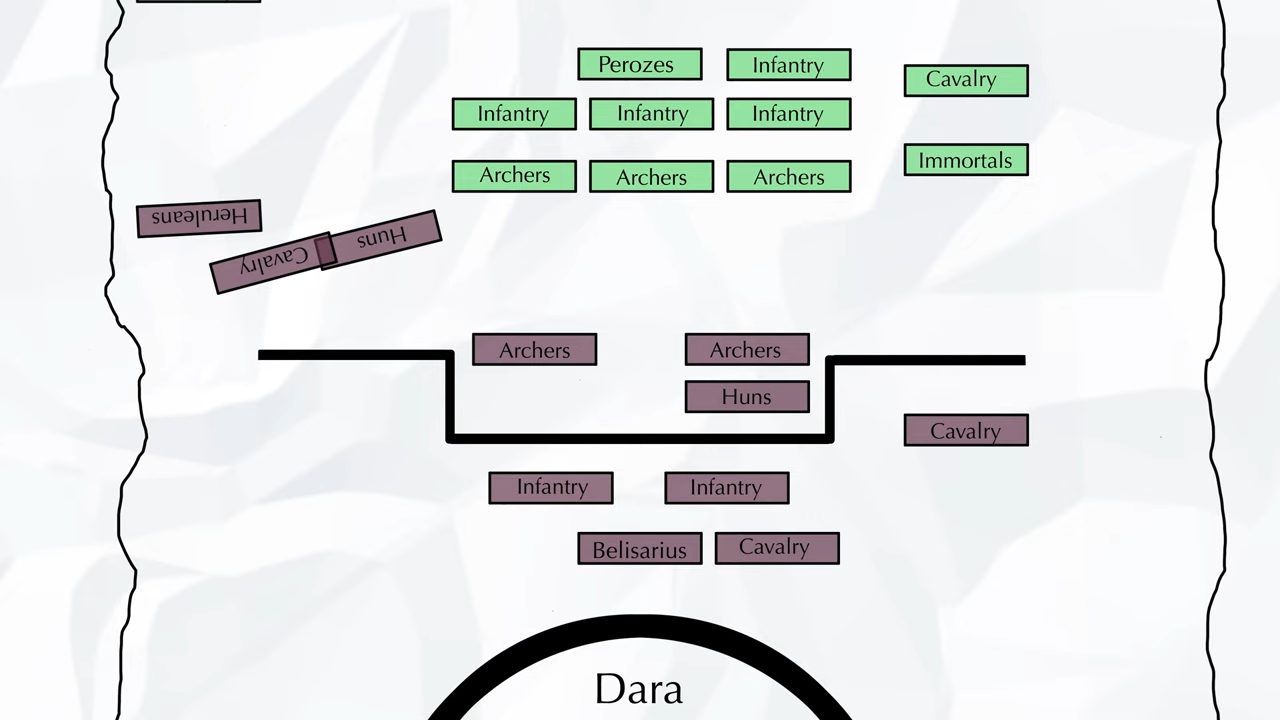 Perozes
Infantry
Cavalry
Infantry
Infantry
Infantry
Immortals
Archers
Archers
Archers
Heruleans
Cavalry
Huns
Archers
Archers
Huns
Cavalry
Infantry
Infantry
Belisarius
Cavalry
Dara